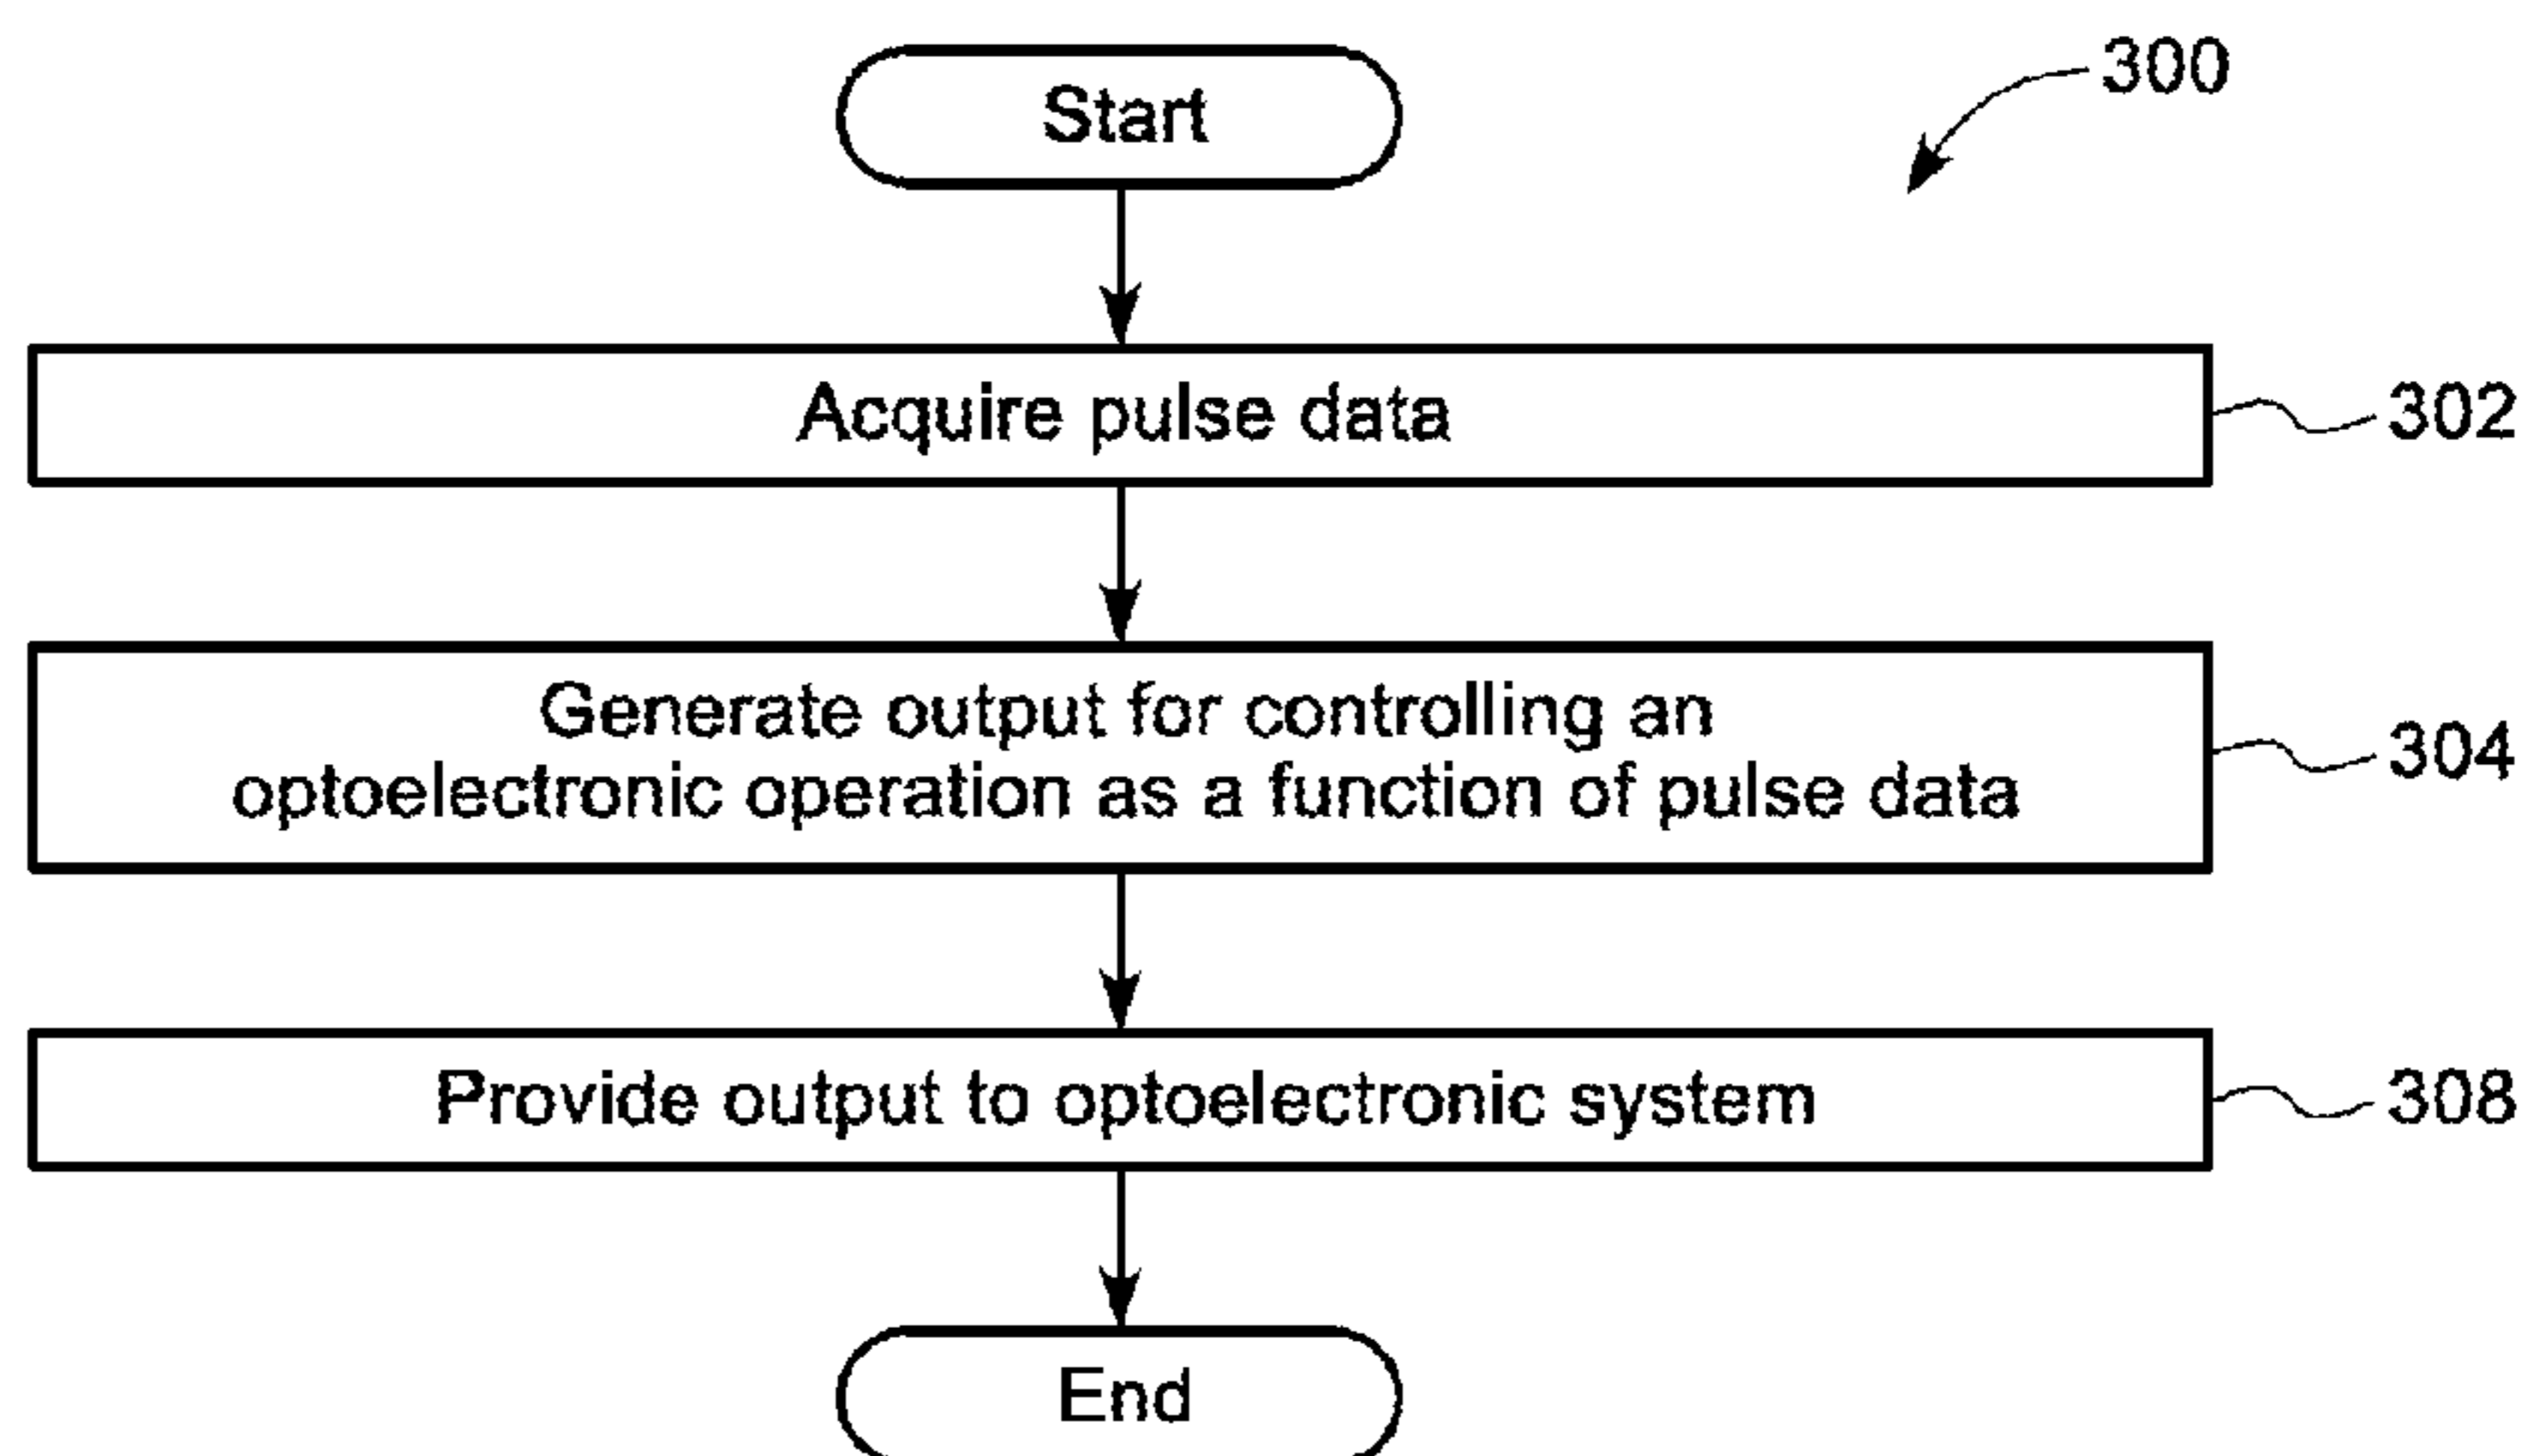 Start
300
Acquire pulse data
302
Generate output for controlling an
optoelectronic operation as a function of pulse data
304
Provide output to optoelectronic system
308
End